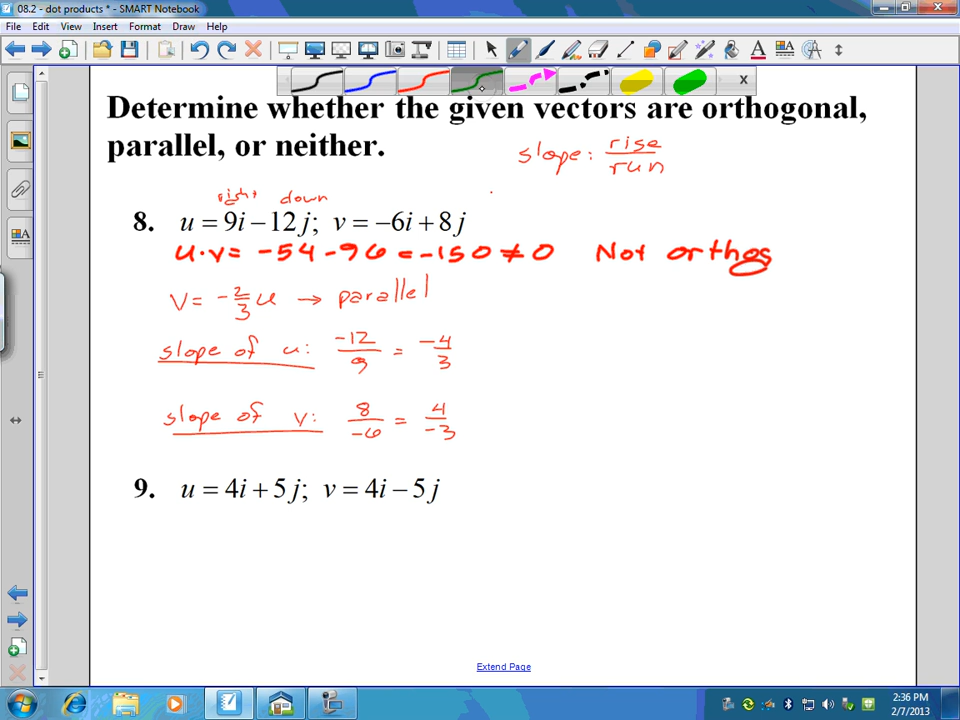 08.2 - dot products * - SMART Notebook
File Edit View Insert Format Draw Tools Help
Determine whether the given vectors are orthogonal,
parallel, or neither.
slope: rise/run
right down
8. u = 9i − 12j; v = −6i + 8j
u·v = -54 - 96 = -150 ≠ 0 Not orthog
v = -2/3 u → parallel
slope of u: -12/9 = -4/3
slope of v: 8/-6 = 4/-3
9. u = 4i + 5j; v = 4i − 5j
Extend Page
2:36 PM
2/7/2013